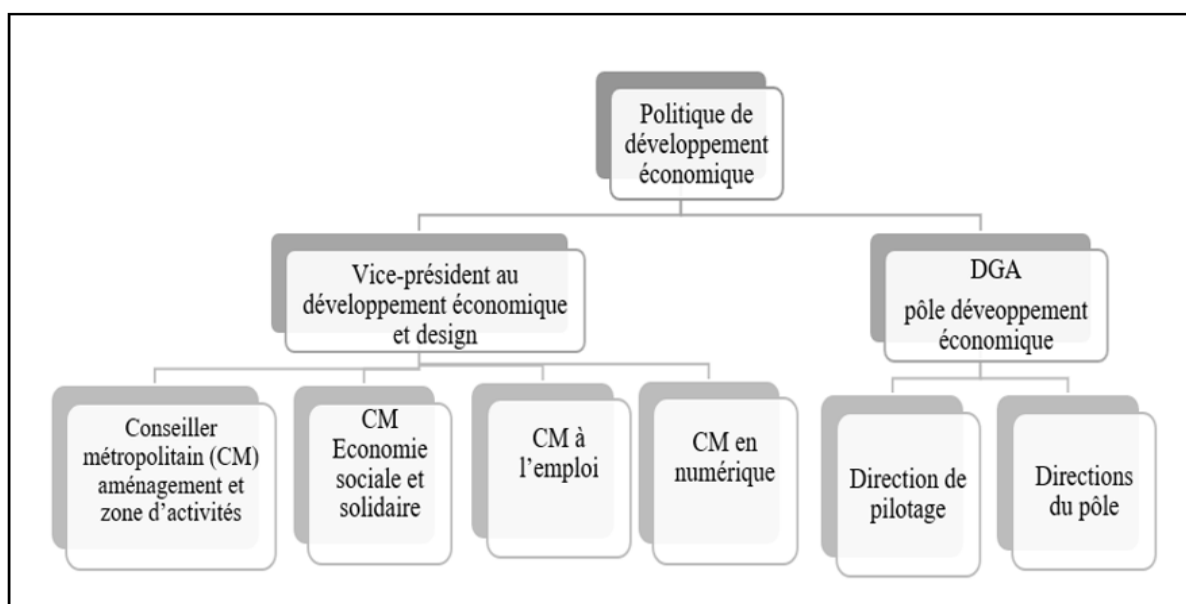 Politique de
développement
économique
Vice-président au
développement économique
et design
DGA
pôle déveoppement
économique
Conseiller
métropolitain (CM)
aménagement et
zone d’activités
CM
Economie
sociale et
solidaire
CM à
l’emploi
CM en
numérique
Direction de
pilotage
Directions
du pôle